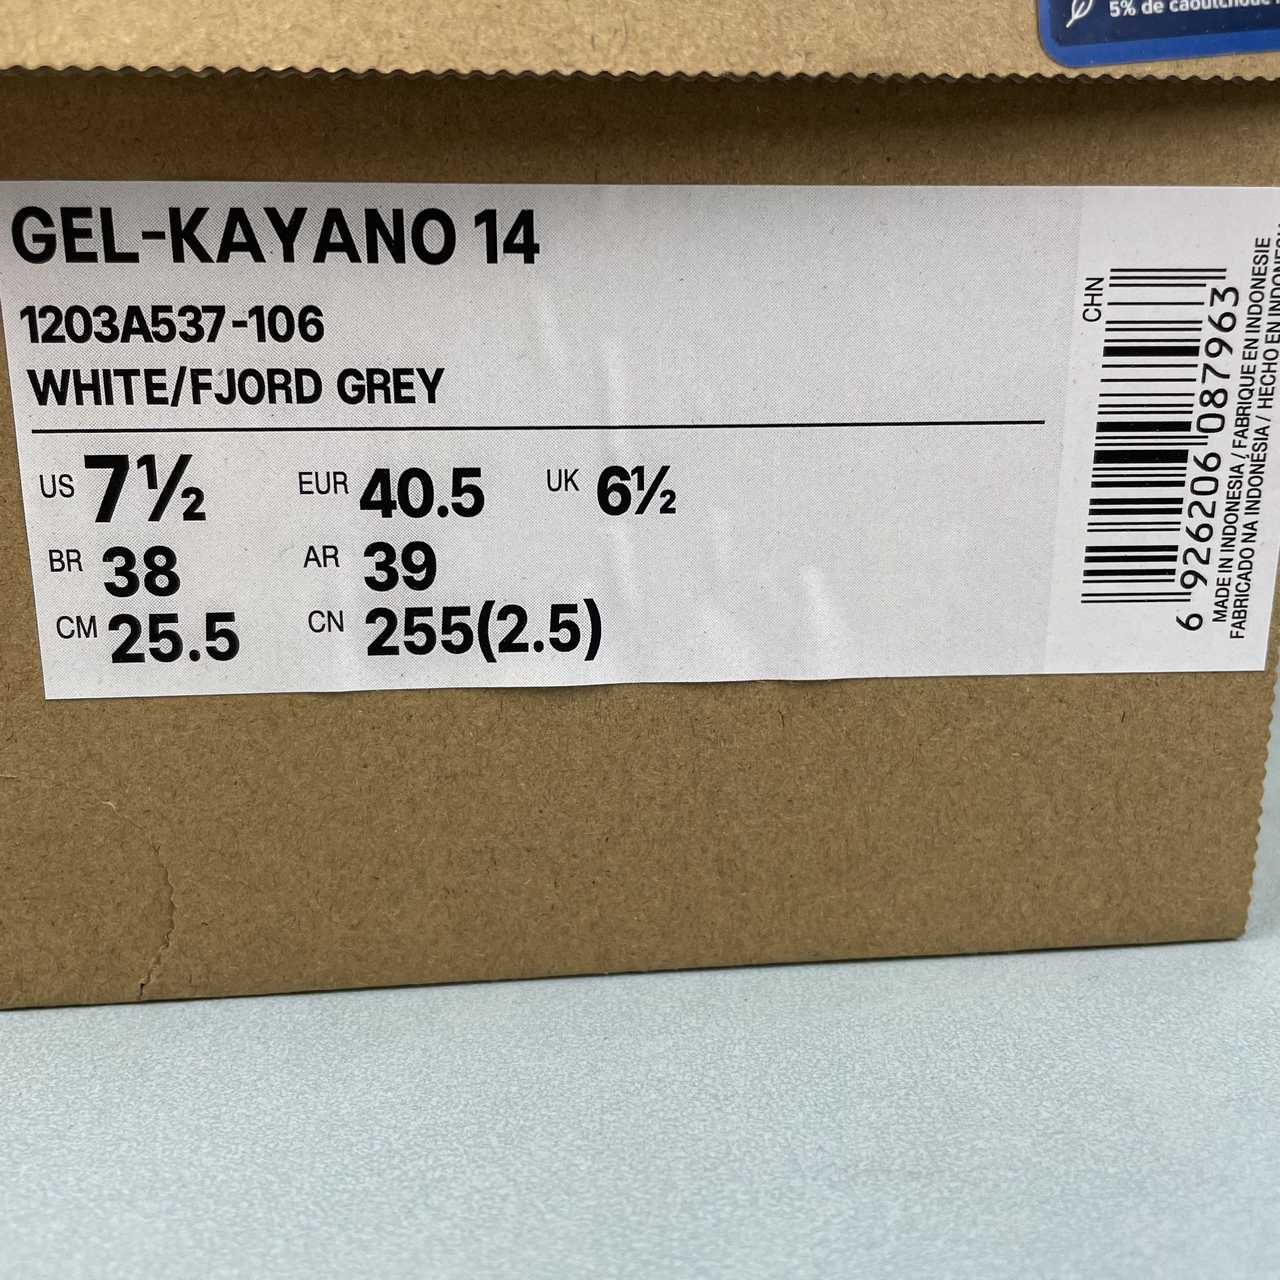 5% de caoutchouc
GEL-KAYANO 14
1203A537-106
WHITE/FJORD GREY
US 7½ EUR 40.5 UK 6½
BR 38 AR 39
CM 25.5 CN 255(2.5)
CHN
6 926206 087963
MADE IN INDONESIA / FABRIQUE EN INDONESIE
FABRICADO NA INDONÉSIA / HECHO EN INDONESIA